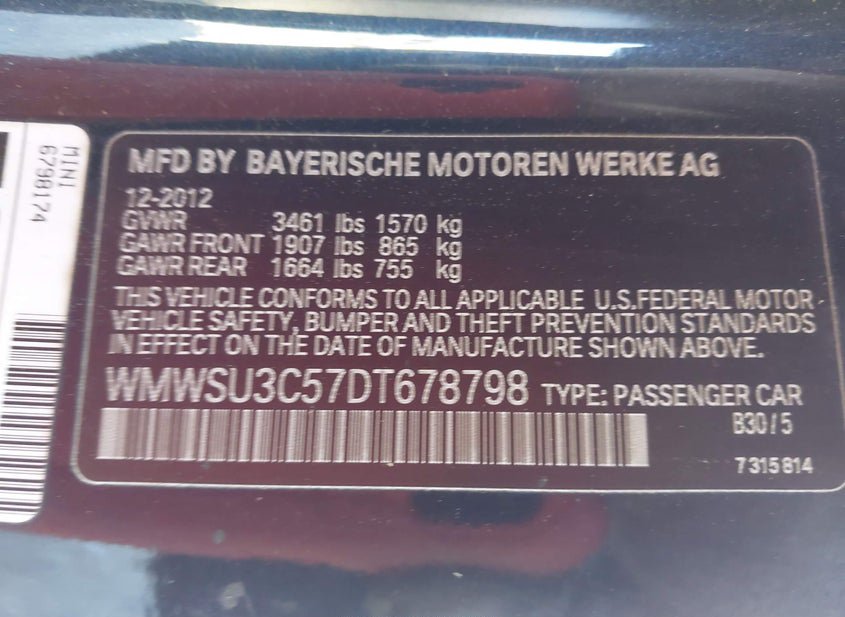 MINI
6798174
MFD BY BAYERISCHE MOTOREN WERKE AG
12-2012
GVWR 3461 lbs 1570 kg
GAWR FRONT 1907 lbs 865 kg
GAWR REAR 1664 lbs 755 kg
THIS VEHICLE CONFORMS TO ALL APPLICABLE U.S.FEDERAL MOTOR
VEHICLE SAFETY, BUMPER AND THEFT PREVENTION STANDARDS
IN EFFECT ON THE DATE OF MANUFACTURE SHOWN ABOVE.
WMWSU3C57DT678798 TYPE: PASSENGER CAR
B30/5
7315814